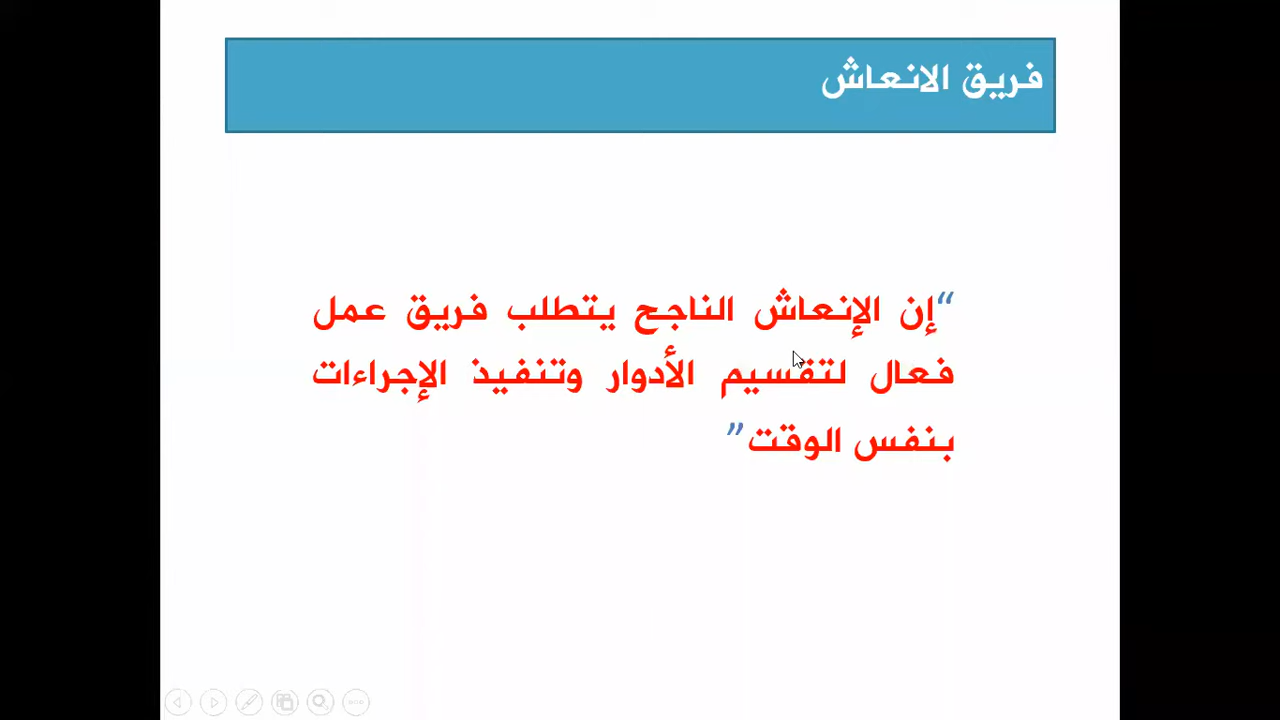 فريق الانعاش
“إن الإنعاش الناجح يتطلب فريق عمل
فعال لتقسيم الأدوار وتنفيذ الإجراءات
بنفس الوقت”